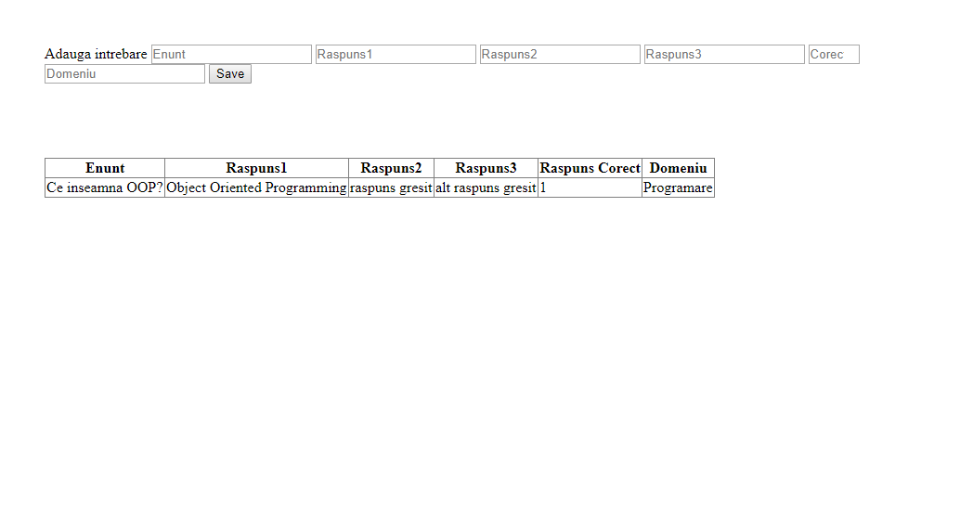 Adauga intrebare Enunt Raspuns1 Raspuns2 Raspuns3 Corec
Domeniu Save
Enunt Raspuns1 Raspuns2 Raspuns3 Raspuns Corect Domeniu
Ce inseamna OOP? Object Oriented Programming raspuns gresit alt raspuns gresit 1 Programare